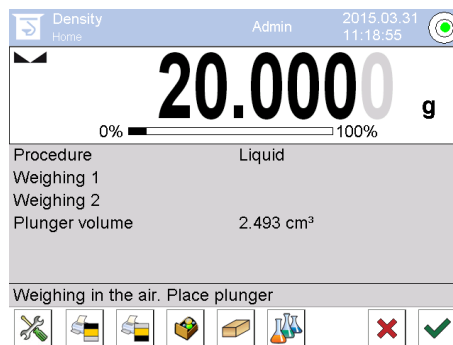 Density
Home
Admin
2015.03.31
11:18:55
20.0000 g
0% 100%
Procedure Liquid
Weighing 1
Weighing 2
Plunger volume 2.493 cm³
Weighing in the air. Place plunger